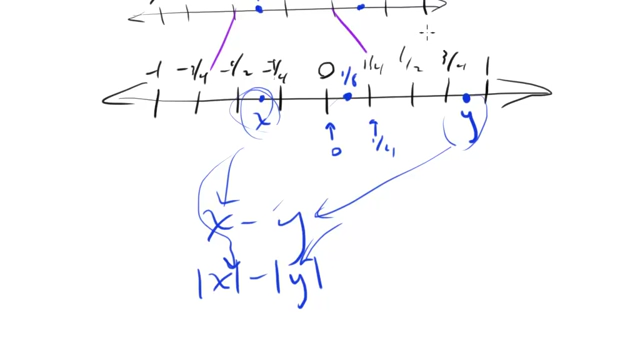 -1 -3/4 -1/2 -1/4 0 1/8 1/4 1/2 3/4 1
x y
0 1/4
x - y
|x| - |y|